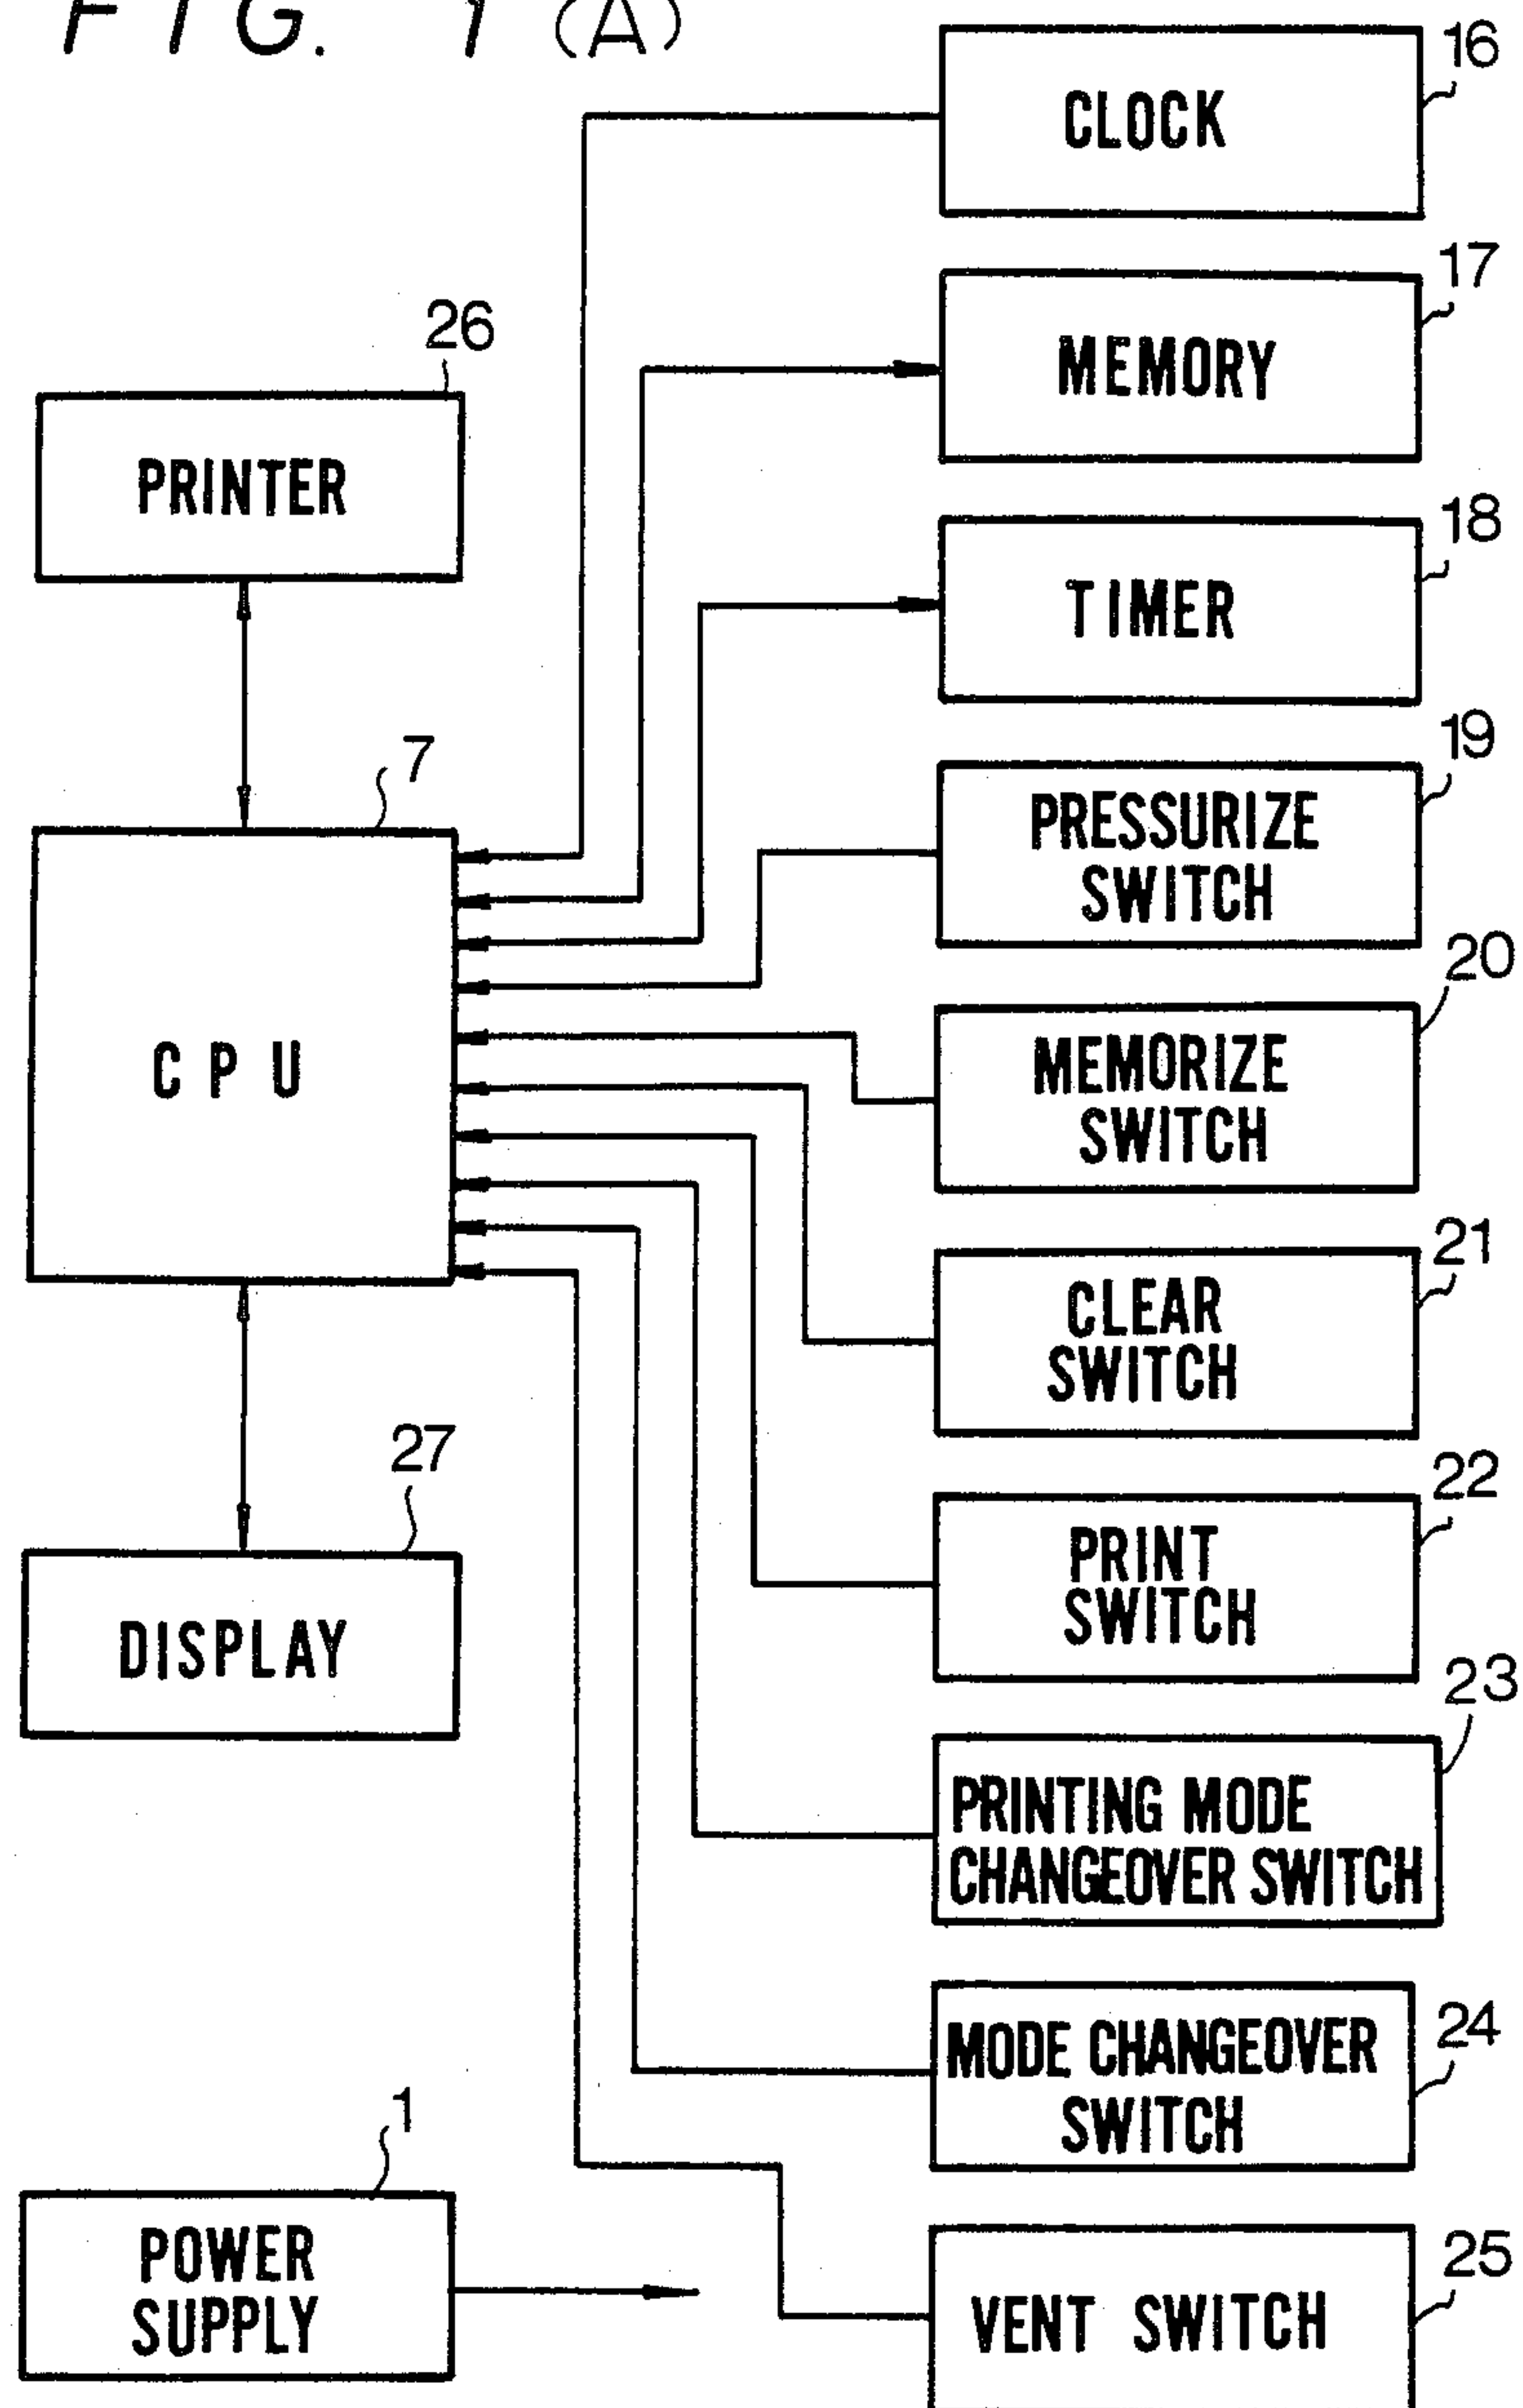 FIG. 1 (A)
16
CLOCK
17
MEMORY
26
PRINTER
18
TIMER
19
PRESSURIZE
SWITCH
7
CPU
20
MEMORIZE
SWITCH
21
CLEAR
SWITCH
27
DISPLAY
22
PRINT
SWITCH
23
PRINTING MODE
CHANGEOVER SWITCH
24
MODE CHANGEOVER
SWITCH
1
POWER
SUPPLY
25
VENT SWITCH